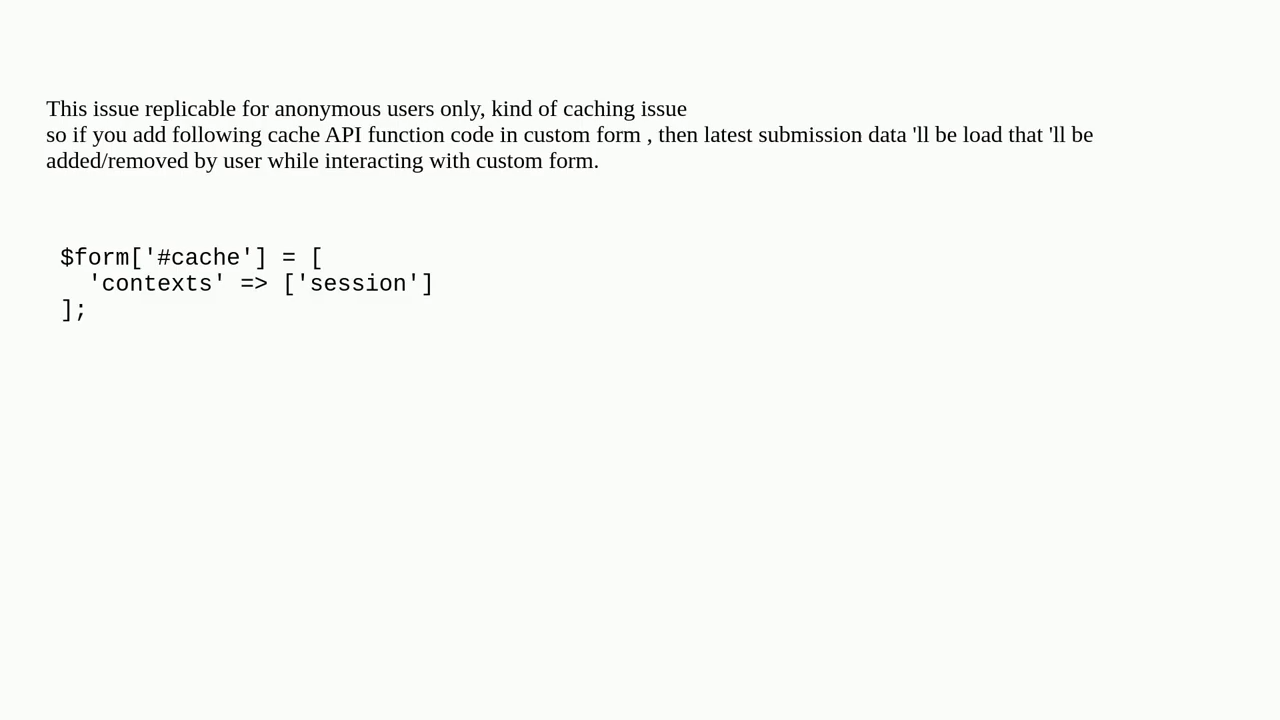 This issue replicable for anonymous users only, kind of caching issue
so if you add following cache API function code in custom form , then latest submission data 'll be load that 'll be
added/removed by user while interacting with custom form.
$form['#cache'] = [
  'contexts' => ['session']
];